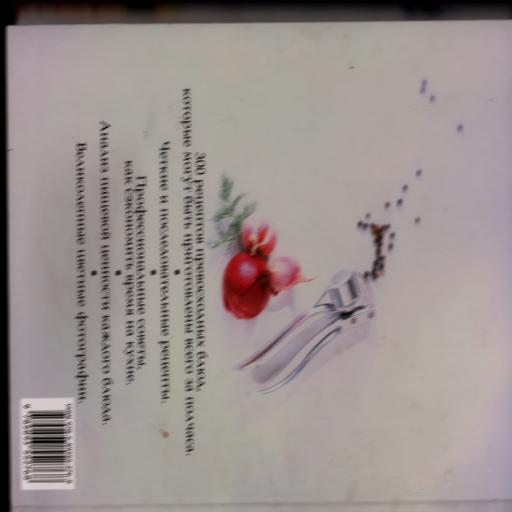 300 рецептов превосходных блюд,
которые могут быть приготовлены всего за полчаса.
•
Четкие и последовательные рецепты.
•
Профессиональные советы,
как сэкономить время на кухне.
•
Анализ пищевой ценности каждого блюда.
•
Великолепные цветные фотографии.